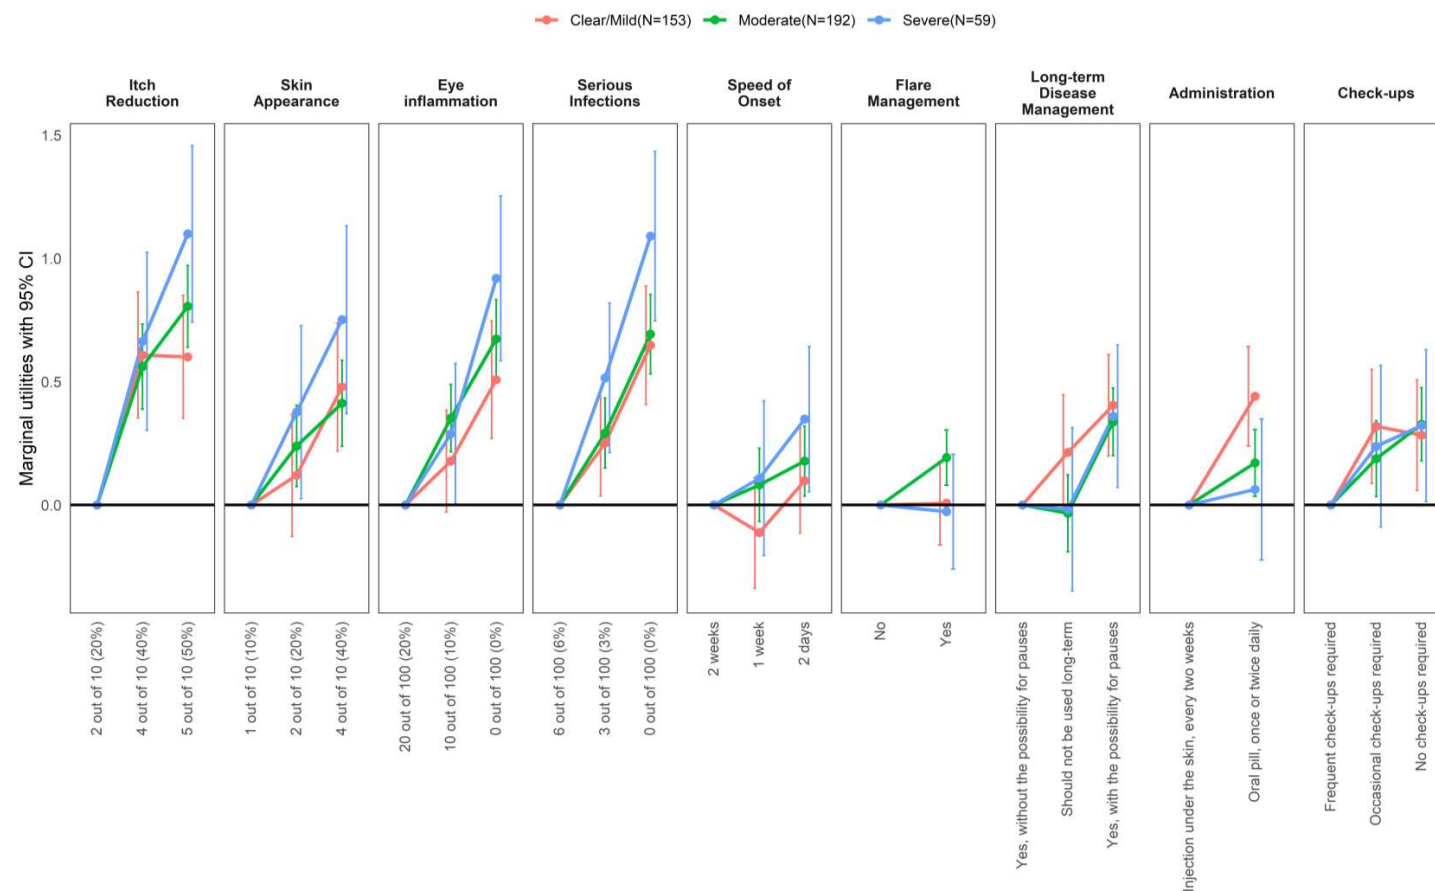 Clear/Mild(N=153) Moderate(N=192) Severe(N=59)
Itch
Reduction
Skin
Appearance
Eye
inflammation
Serious
Infections
Speed of
Onset
Flare
Management
Long-term
Disease
Management
Administration
Check-ups
Marginal utilities with 95% CI
1.5
1.0
0.5
0.0
2 out of 10 (20%)
4 out of 10 (40%)
5 out of 10 (50%)
1 out of 10 (10%)
2 out of 10 (20%)
4 out of 10 (40%)
20 out of 100 (20%)
10 out of 100 (10%)
0 out of 100 (0%)
6 out of 100 (6%)
3 out of 100 (3%)
0 out of 100 (0%)
2 weeks
1 week
2 days
No
Yes
Yes, without the possibility for pauses
Should not be used long-term
Yes, with the possibility for pauses
Injection under the skin, every two weeks
Oral pill, once or twice daily
Frequent check-ups required
Occasional check-ups required
No check-ups required